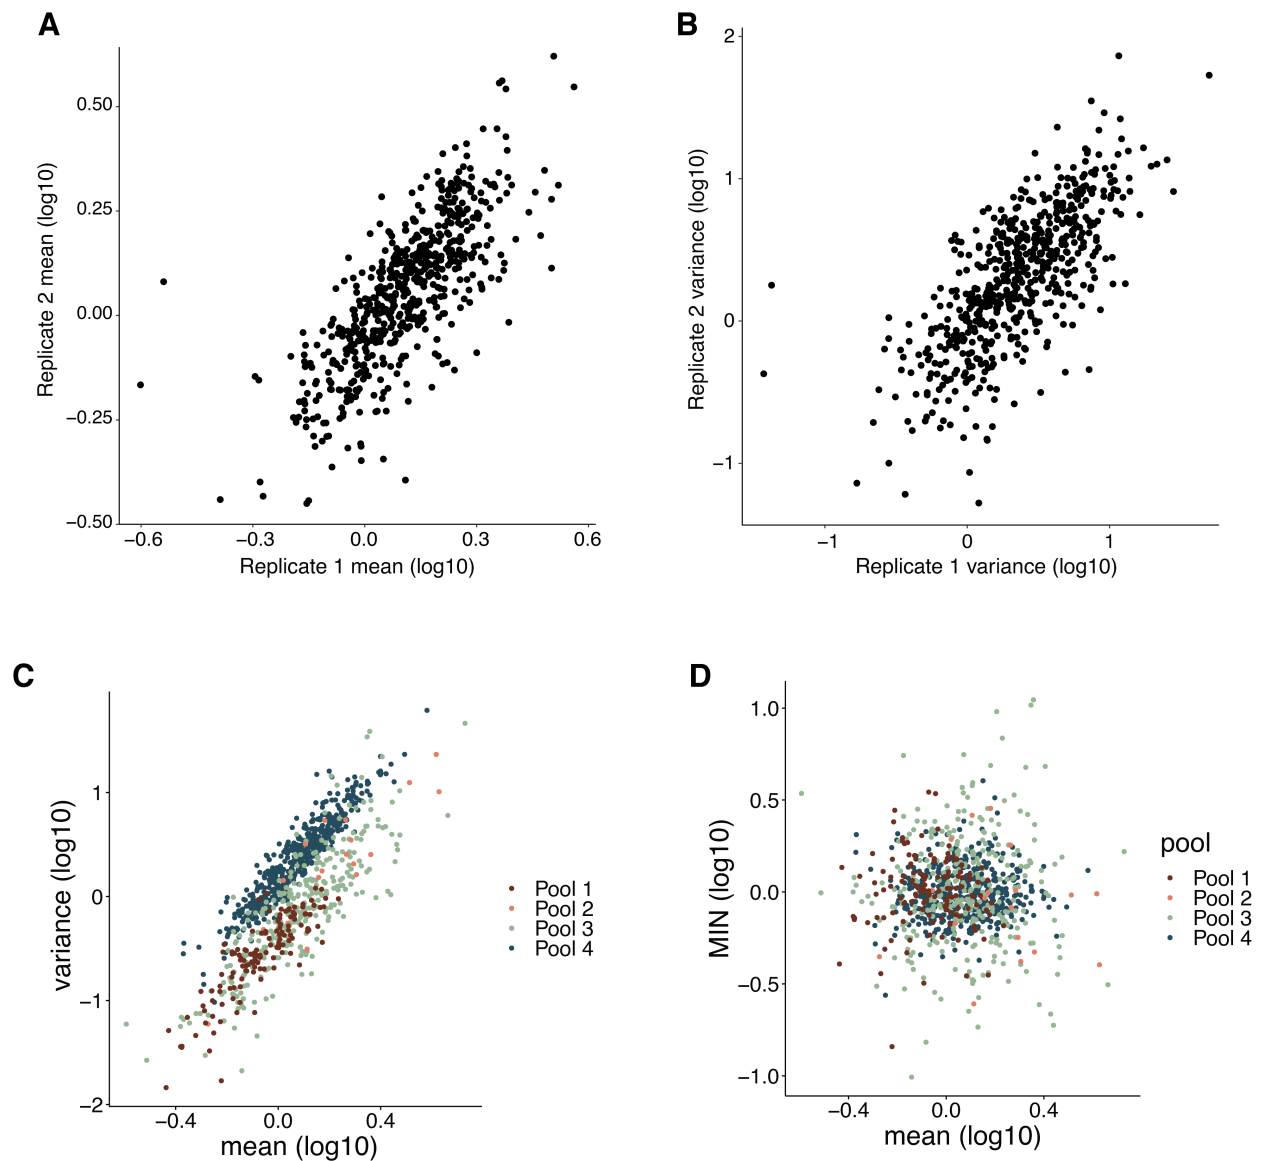 A
Replicate 2 mean (log10)
0.50
0.25
0.00
−0.25
−0.50
−0.6
−0.3
0.0
0.3
0.6
Replicate 1 mean (log10)
B
Replicate 2 variance (log10)
2
1
0
−1
−1
0
1
Replicate 1 variance (log10)
C
variance (log10)
1
0
−1
−2
−0.4
0.0
0.4
mean (log10)
Pool 1
Pool 2
Pool 3
Pool 4
D
MIN (log10)
1.0
0.5
0.0
−0.5
−1.0
−0.4
0.0
0.4
mean (log10)
pool
Pool 1
Pool 2
Pool 3
Pool 4